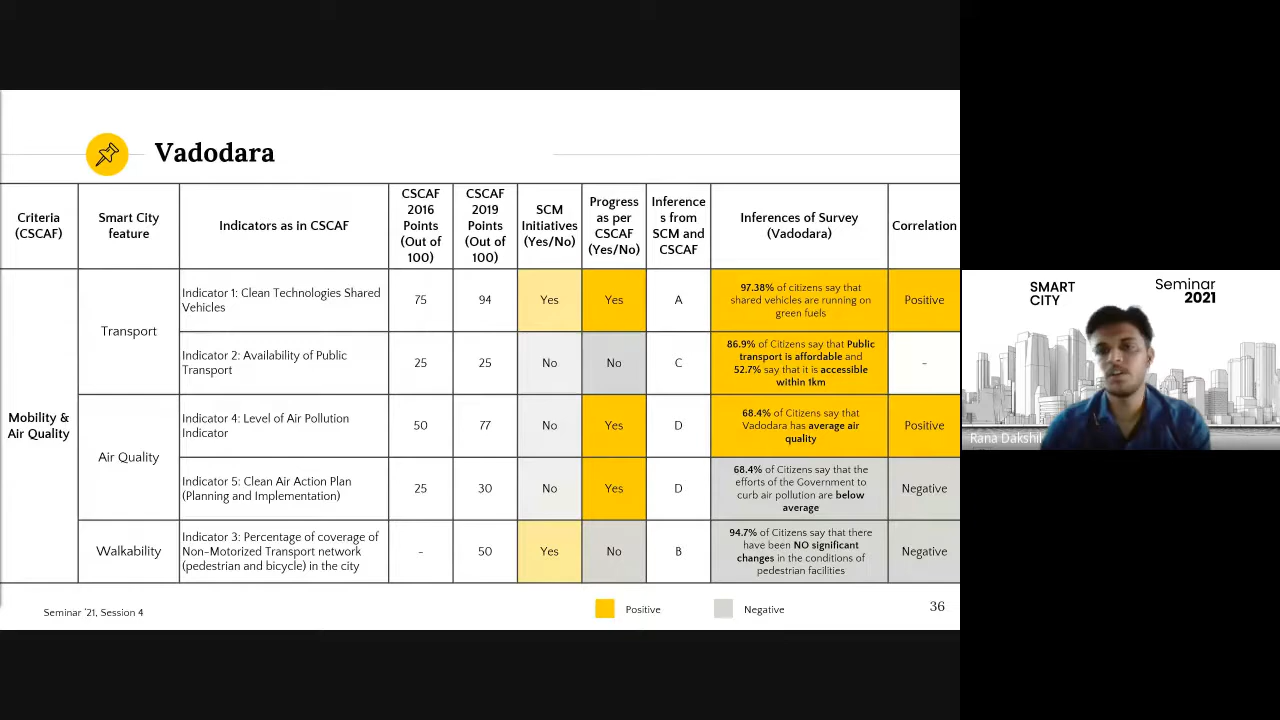 Vadodara
Criteria
(CSCAF)
Smart City
feature
Indicators as in CSCAF
CSCAF
2016
Points
(Out of
100)
CSCAF
2019
Points
(Out of
100)
SCM
Initiatives
(Yes/No)
Progress
as per
CSCAF
(Yes/No)
Inference
s from
SCM and
CSCAF
Inferences of Survey
(Vadodara)
Correlation
Mobility &
Air Quality
Transport
Indicator 1: Clean Technologies Shared
Vehicles
75
94
Yes
Yes
A
97.38% of citizens say that
shared vehicles are running on
green fuels
Positive
Indicator 2: Availability of Public
Transport
25
25
No
No
C
86.9% of Citizens say that Public
transport is affordable and
52.7% say that it is accessible
within 1km
-
Air Quality
Indicator 4: Level of Air Pollution
Indicator
50
77
No
Yes
D
68.4% of Citizens say that
Vadodara has average air
quality
Positive
Indicator 5: Clean Air Action Plan
(Planning and Implementation)
25
30
No
Yes
D
68.4% of Citizens say that the
efforts of the Government to
curb air pollution are below
average
Negative
Walkability
Indicator 3: Percentage of coverage of
Non-Motorized Transport network
(pedestrian and bicycle) in the city
-
50
Yes
No
B
94.7% of Citizens say that there
have been NO significant
changes in the conditions of
pedestrian facilities
Negative
Seminar '21, Session 4
Positive
Negative
36
SMART
CITY
Seminar
2021
Rana Dakshil